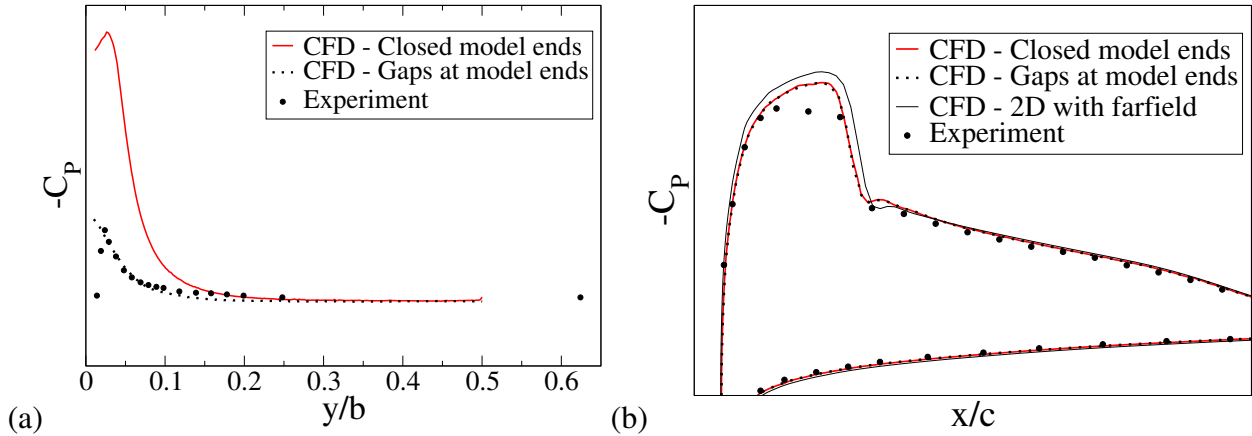 (a)
-C_P
CFD - Closed model ends
CFD - Gaps at model ends
Experiment
0 0.1 0.2 0.3 0.4 0.5 0.6
y/b
(b)
-C_P
CFD - Closed model ends
CFD - Gaps at model ends
CFD - 2D with farfield
Experiment
x/c